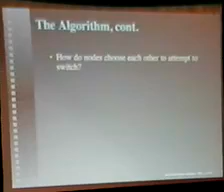 The Algorithm, cont.
• How do nodes choose each other to attempt to
switch?